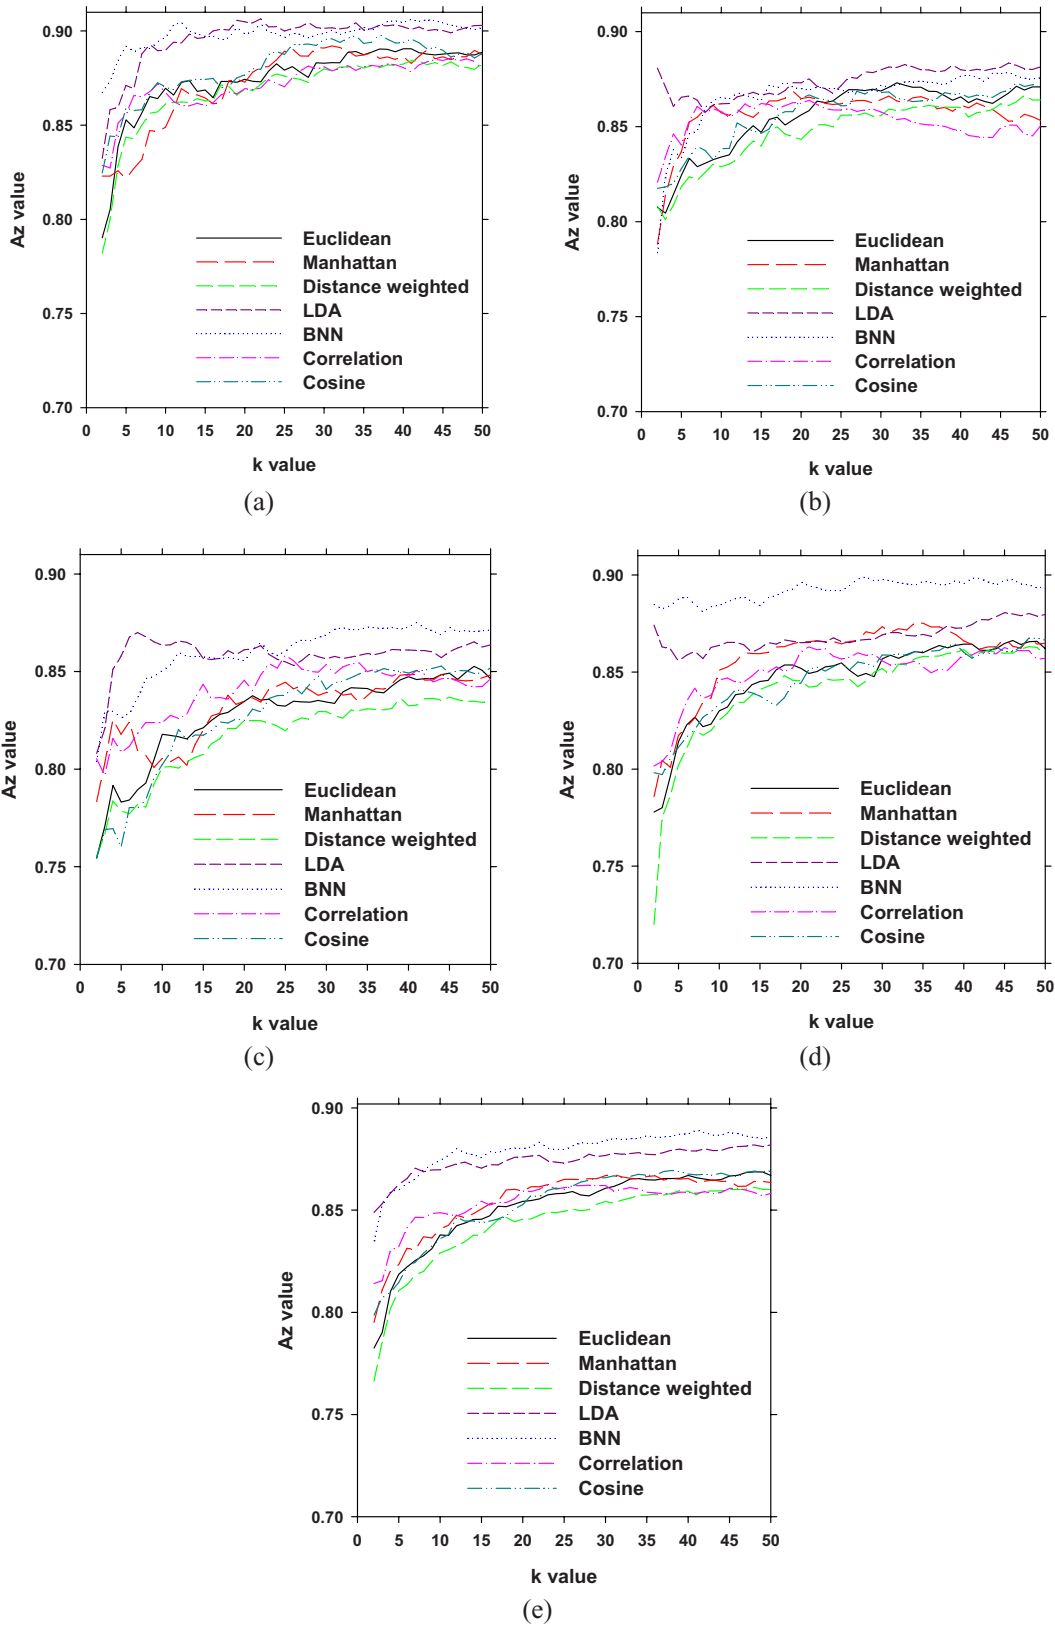 0.90
0.85
0.80
0.75
0.70
Az value
0 5 10 15 20 25 30 35 40 45 50
k value
Euclidean
Manhattan
Distance weighted
LDA
BNN
Correlation
Cosine
(a)
0.90
0.85
0.80
0.75
0.70
Az value
0 5 10 15 20 25 30 35 40 45 50
k value
Euclidean
Manhattan
Distance weighted
LDA
BNN
Correlation
Cosine
(b)
0.90
0.85
0.80
0.75
0.70
Az value
0 5 10 15 20 25 30 35 40 45 50
k value
Euclidean
Manhattan
Distance weighted
LDA
BNN
Correlation
Cosine
(c)
0.90
0.85
0.80
0.75
0.70
Az value
0 5 10 15 20 25 30 35 40 45 50
k value
Euclidean
Manhattan
Distance weighted
LDA
BNN
Correlation
Cosine
(d)
0.90
0.85
0.80
0.75
0.70
Az value
0 5 10 15 20 25 30 35 40 45 50
k value
Euclidean
Manhattan
Distance weighted
LDA
BNN
Correlation
Cosine
(e)